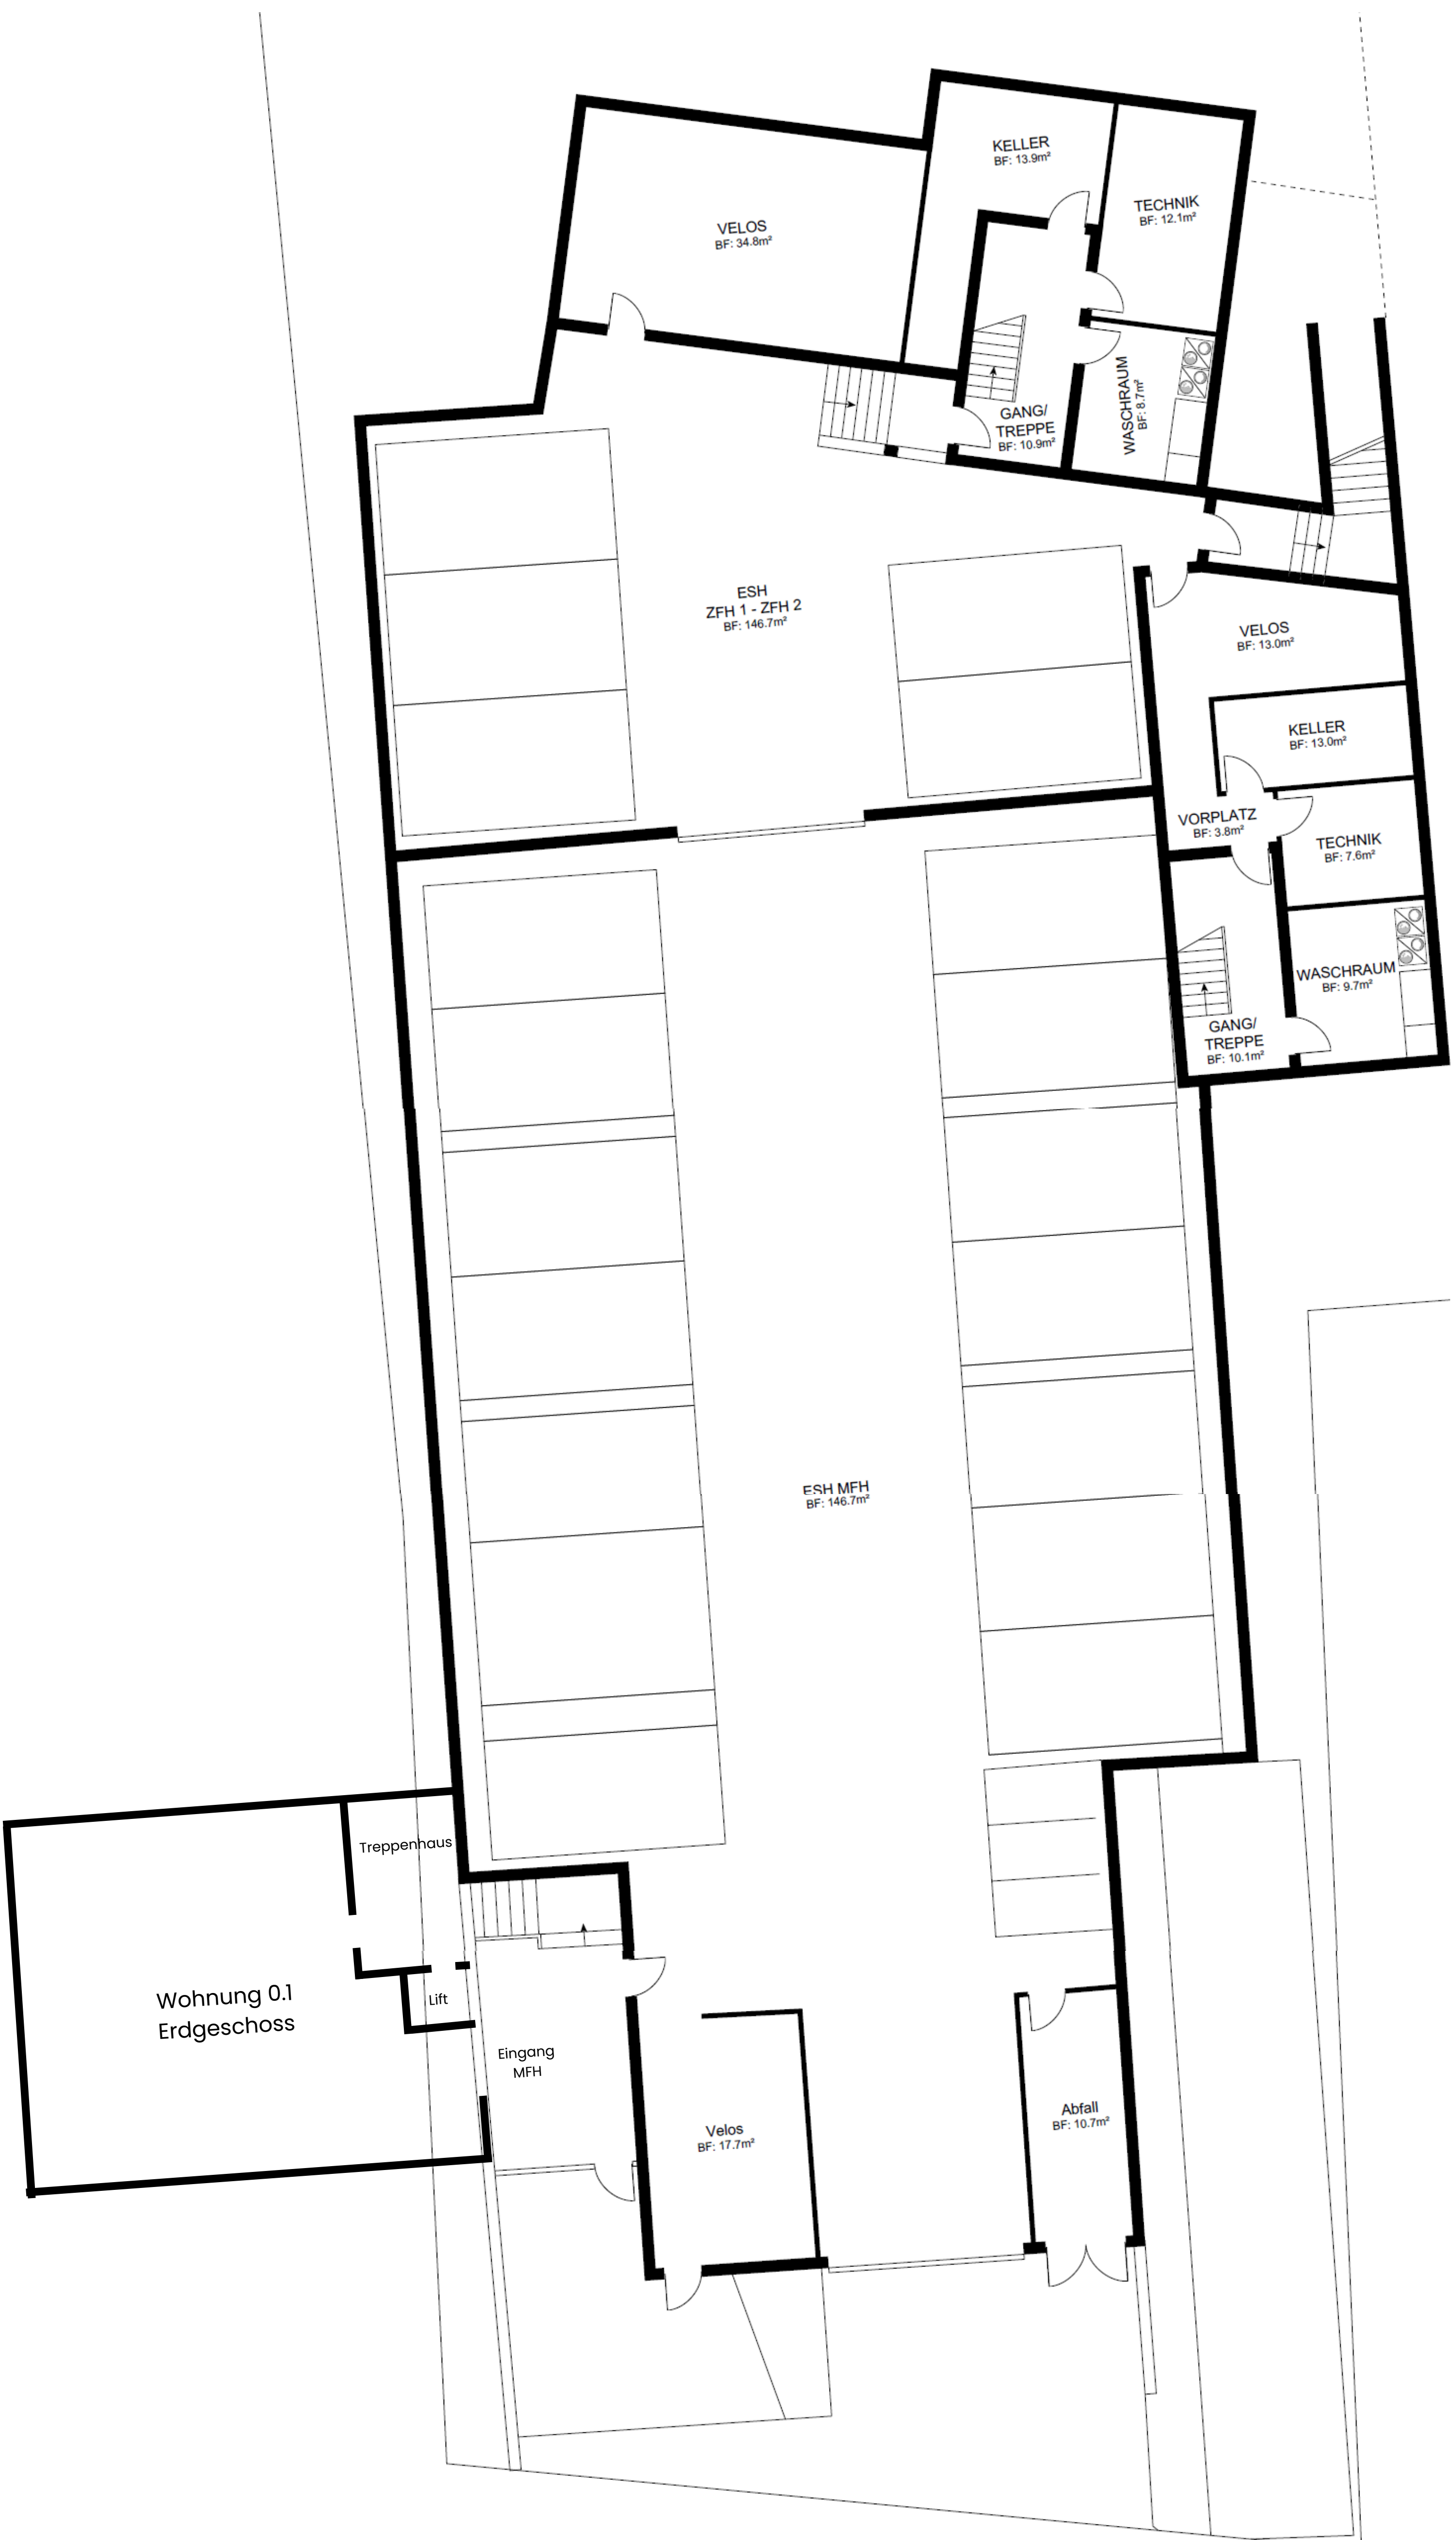 KELLER
BF: 13.9m²
TECHNIK
BF: 12.1m²
VELOS
BF: 34.8m²
WASCHRAUM
BF: 8.7m²
GANG/
TREPPE
BF: 10.9m²
ESH
ZFH 1 - ZFH 2
BF: 146.7m²
VELOS
BF: 13.0m²
KELLER
BF: 13.0m²
VORPLATZ
BF: 3.8m²
TECHNIK
BF: 7.6m²
WASCHRAUM
BF: 9.7m²
GANG/
TREPPE
BF: 10.1m²
ESH MFH
BF: 146.7m²
Treppenhaus
Wohnung 0.1
Erdgeschoss
Lift
Eingang
MFH
Velos
BF: 17.7m²
Abfall
BF: 10.7m²